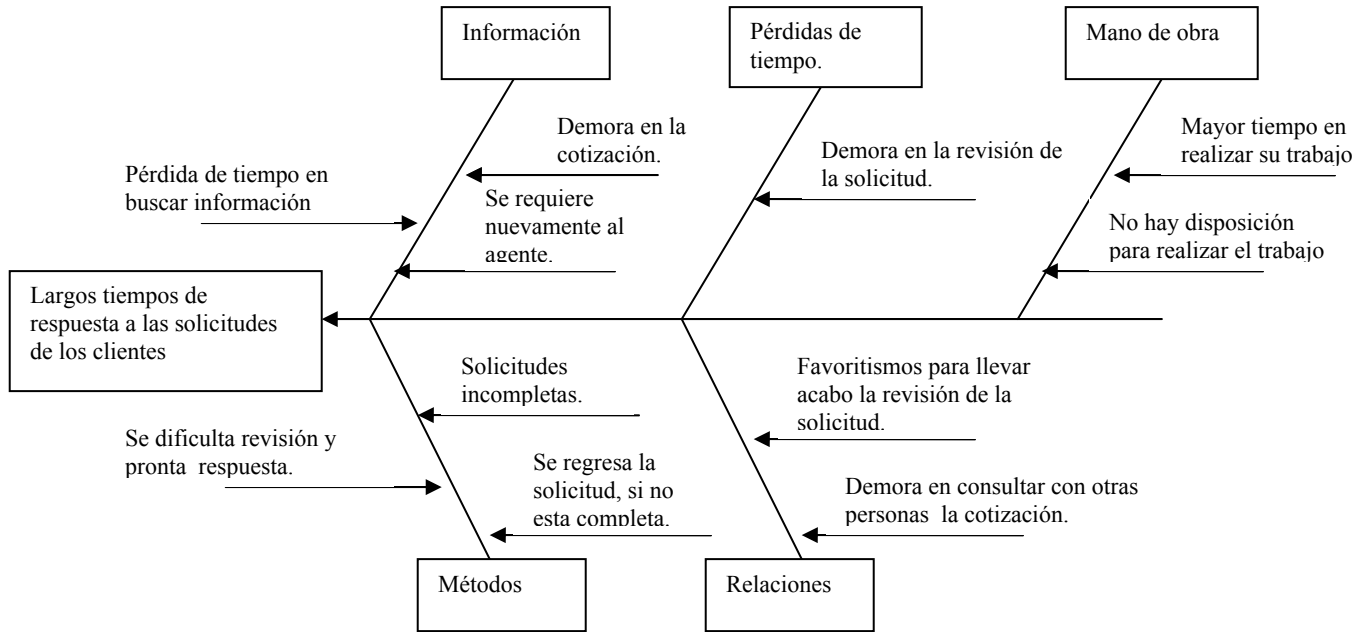 Información
Pérdidas de
tiempo.
Mano de obra
Demora en la
cotización.
Pérdida de tiempo en
buscar información
Se requiere
nuevamente al
agente.
Demora en la revisión de
la solicitud.
Mayor tiempo en
realizar su trabajo
No hay disposición
para realizar el trabajo
Largos tiempos de
respuesta a las solicitudes
de los clientes
Solicitudes
incompletas.
Se dificulta revisión y
pronta respuesta.
Se regresa la
solicitud, si no
esta completa.
Favoritismos para llevar
acabo la revisión de la
solicitud.
Demora en consultar con otras
personas la cotización.
Métodos
Relaciones